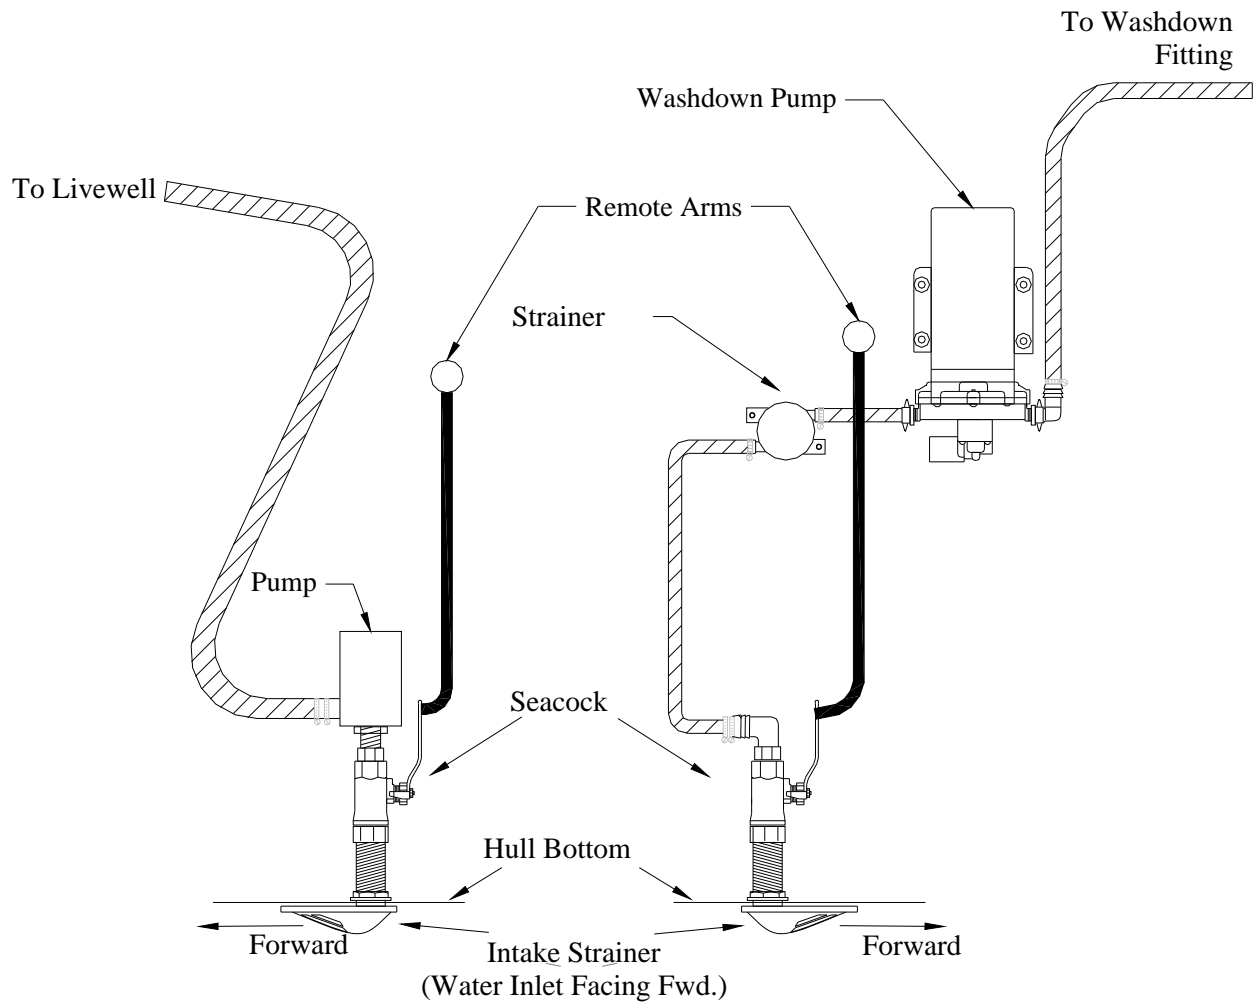 To Washdown
Fitting
Washdown Pump
To Livewell
Remote Arms
Strainer
Pump
Seacock
Hull Bottom
Forward
Forward
Intake Strainer
(Water Inlet Facing Fwd.)